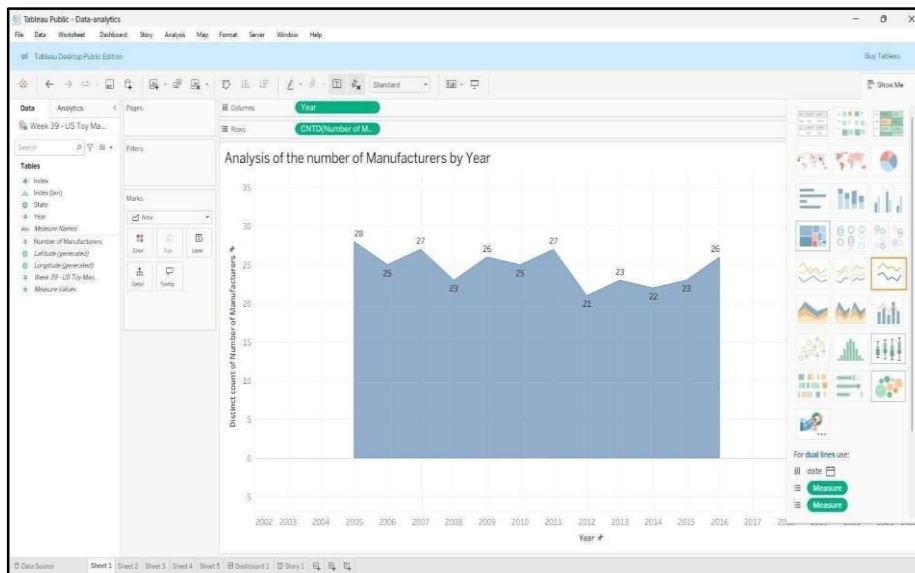 Tableau Public - Data-analytics
File Data Worksheet Dashboard Story Analysis Map Format Server Window Help
Tableau Desktop Public Edition Buy Tableau
Standard Show Me
Data Analytics Pages Columns Year
Week 39 - US Toy Ma... Rows CNTD(Number of M..
Search Filters
Analysis of the number of Manufacturers by Year
Tables
Index
Index (bin)
State
Year
Measure Names
Number of Manufacturers
Latitude (generated)
Longitude (generated)
Week 39 - US Toy Ma...
Measure Values
Marks
Area
Color Size Label
Detail Tooltip
Distinct count of Number of Manufacturers
35
30
25
20
15
10
5
0
5
28 25 27 23 26 25 27 21 23 22 23 26
2002 2003 2004 2005 2006 2007 2008 2009 2010 2011 2012 2013 2014 2015 2016 2017
Year
For dual lines use:
date
Measure
Measure
Data Source Sheet 1 Sheet 2 Sheet 3 Sheet 4 Sheet 5 Dashboard 1 Story 1